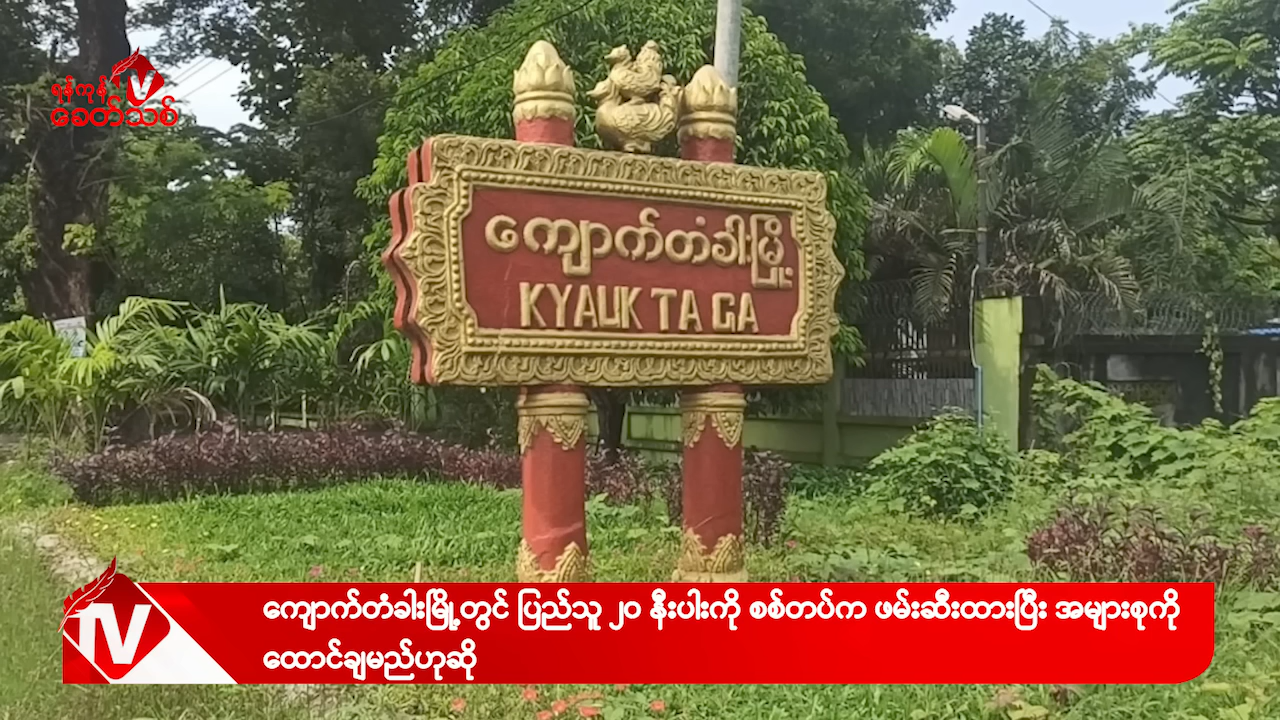 ရန်ကုန်
ခေတ်သစ်
TV
ကျောက်တံခါးမြို့
KYAUK TA GA
TV
ကျောက်တံခါးမြို့တွင် ပြည်သူ ၂၀ နီးပါးကို စစ်တပ်က ဖမ်းဆီးထားပြီး အများစုကို
ထောင်ချမည်ဟုဆို